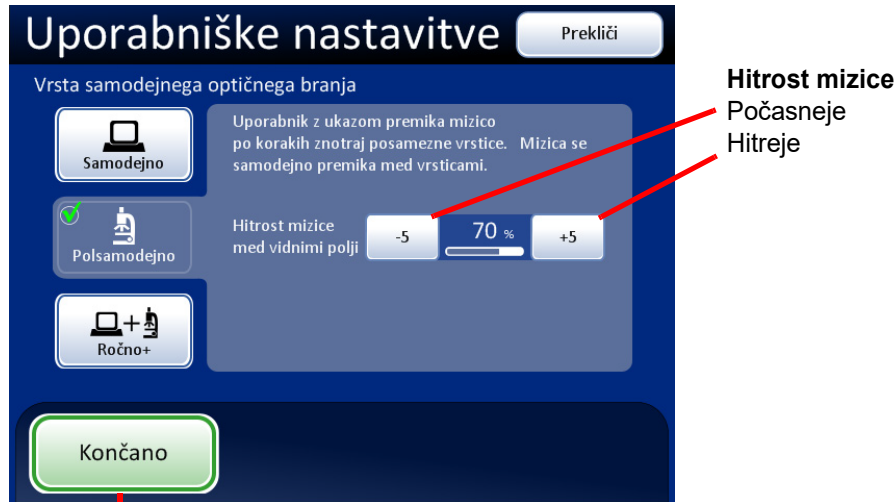 Uporabniške nastavitve
Prekliči
Vrsta samodejnega optičnega branja
Samodejno
Uporabnik z ukazom premika mizico
po korakih znotraj posamezne vrstice. Mizica se
samodejno premika med vrsticami.
Polsamodejno
Hitrost mizice
med vidnimi polji
-5
70 %
+5
Ročno+
Končano
Hitrost mizice
Počasneje
Hitreje